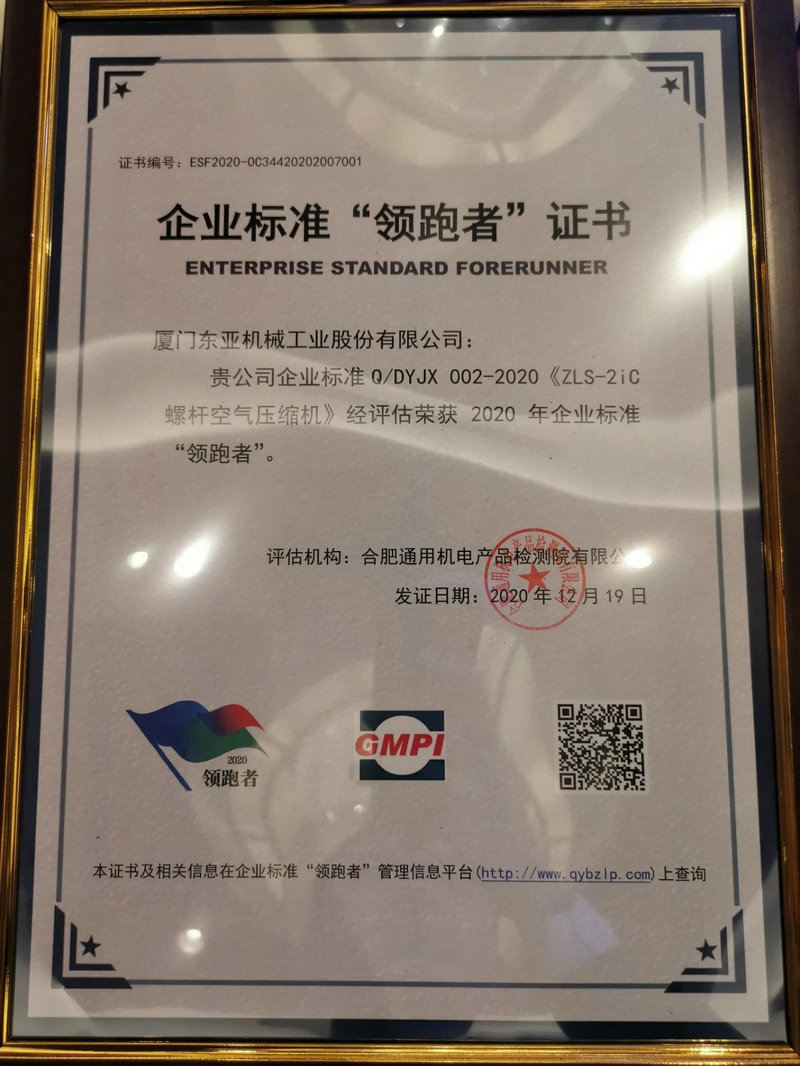 证书编号：ESF2020-0C34420202007001
企业标准“领跑者”证书
ENTERPRISE STANDARD FORERUNNER
厦门东亚机械工业股份有限公司：
贵公司企业标准 Q/DYJX 002-2020《ZLS-2iC
螺杆空气压缩机》经评估荣获 2020 年企业标准
“领跑者”。
评估机构：合肥通用机电产品检测院有限公
发证日期：2020 年 12 月 19 日
2020
领跑者
GMPI
本证书及相关信息在企业标准“领跑者”管理信息平台(http://www.qybzlp.com)上查询